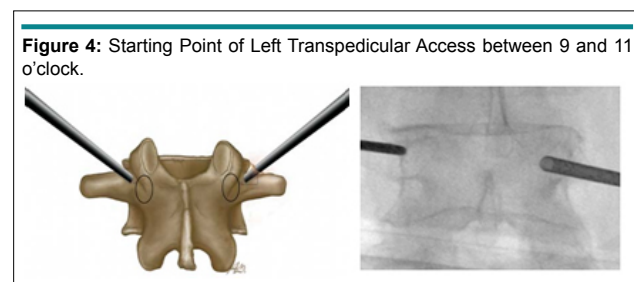 Figure 4: Starting Point of Left Transpedicular Access between 9 and 11
o'clock.